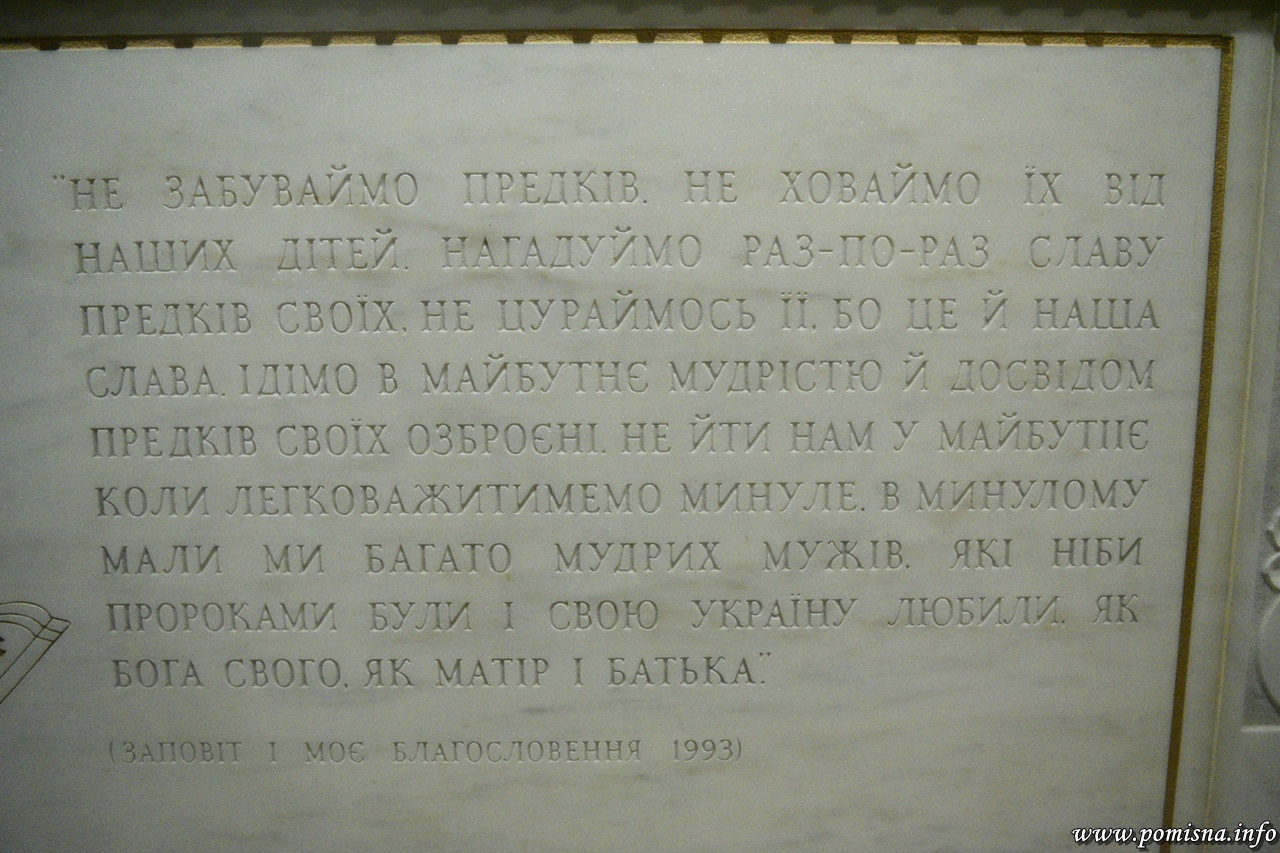 "НЕ ЗАБУВАЙМО ПРЕДКІВ. НЕ ХОВАЙМО ЇХ ВІД
НАШИХ ДІТЕЙ. НАГАДУЙМО РАЗ-ПО-РАЗ СЛАВУ
ПРЕДКІВ СВОЇХ, НЕ ЦУРАЙМОСЬ ЇЇ, БО ЦЕ Й НАША
СЛАВА. ІДІМО В МАЙБУТНЄ МУДРІСТЮ Й ДОСВІДОМ
ПРЕДКІВ СВОЇХ ОЗБРОЄНІ. НЕ ЙТИ НАМ У МАЙБУТНЄ
КОЛИ ЛЕГКОВАЖИТИМЕМО МИНУЛЕ. В МИНУЛОМУ
МАЛИ МИ БАГАТО МУДРИХ МУЖІВ, ЯКІ НІБИ
ПРОРОКАМИ БУЛИ І СВОЮ УКРАЇНУ ЛЮБИЛИ, ЯК
БОГА СВОГО, ЯК МАТІР І БАТЬКА."
(ЗАПОВІТ І МОЄ БЛАГОСЛОВЕННЯ 1993)
www.pomisna.info